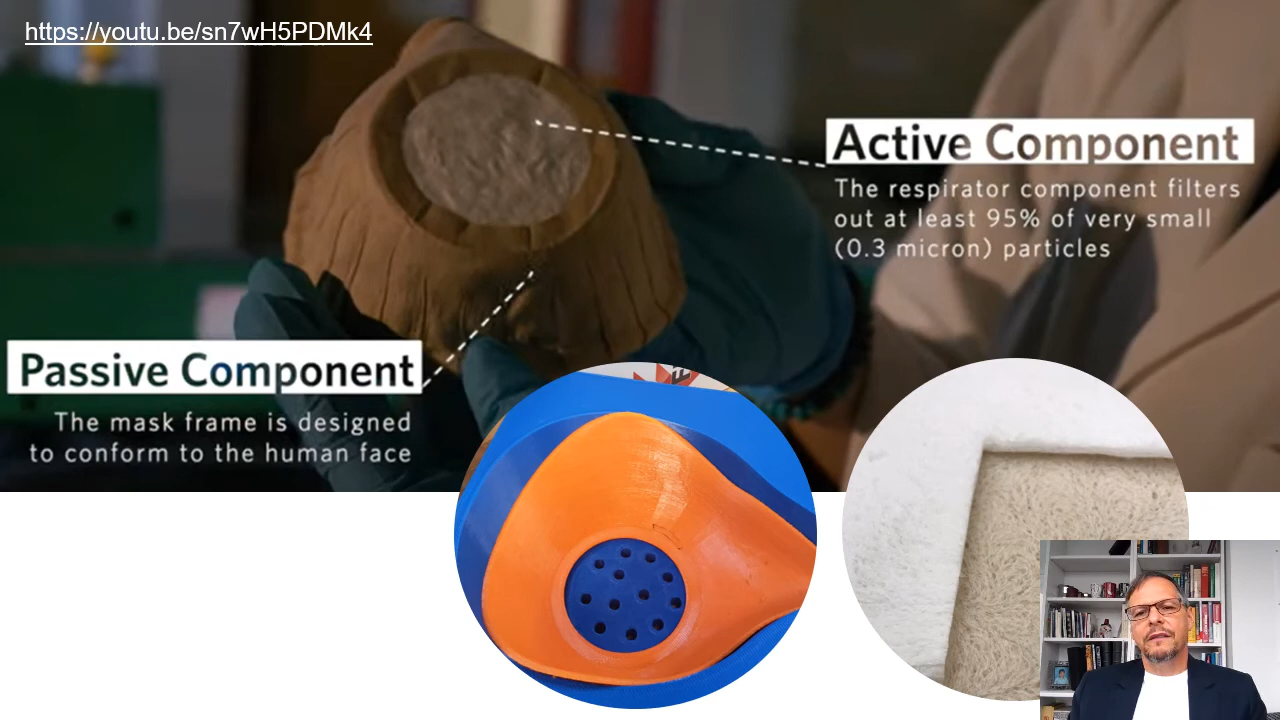 https://youtu.be/sn7wH5PDMk4
Active Component
The respirator component filters
out at least 95% of very small
(0.3 micron) particles
Passive Component
The mask frame is designed
to conform to the human face